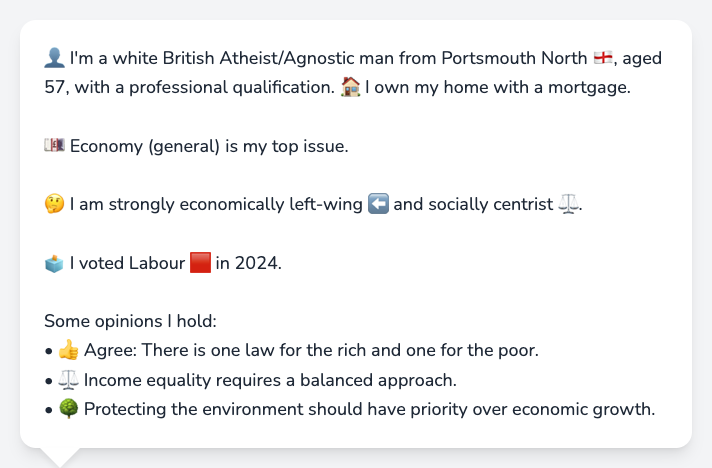 👤 I'm a white British Atheist/Agnostic man from Portsmouth North 🏴󠁧󠁢󠁥󠁮󠁧󠁿, aged
57, with a professional qualification. 🏠 I own my home with a mortgage.
💷 Economy (general) is my top issue.
🤔 I am strongly economically left-wing ⬅️ and socially centrist ⚖️.
🗳️ I voted Labour 🟥 in 2024.
Some opinions I hold:
• 👍 Agree: There is one law for the rich and one for the poor.
• ⚖️ Income equality requires a balanced approach.
• 🌳 Protecting the environment should have priority over economic growth.